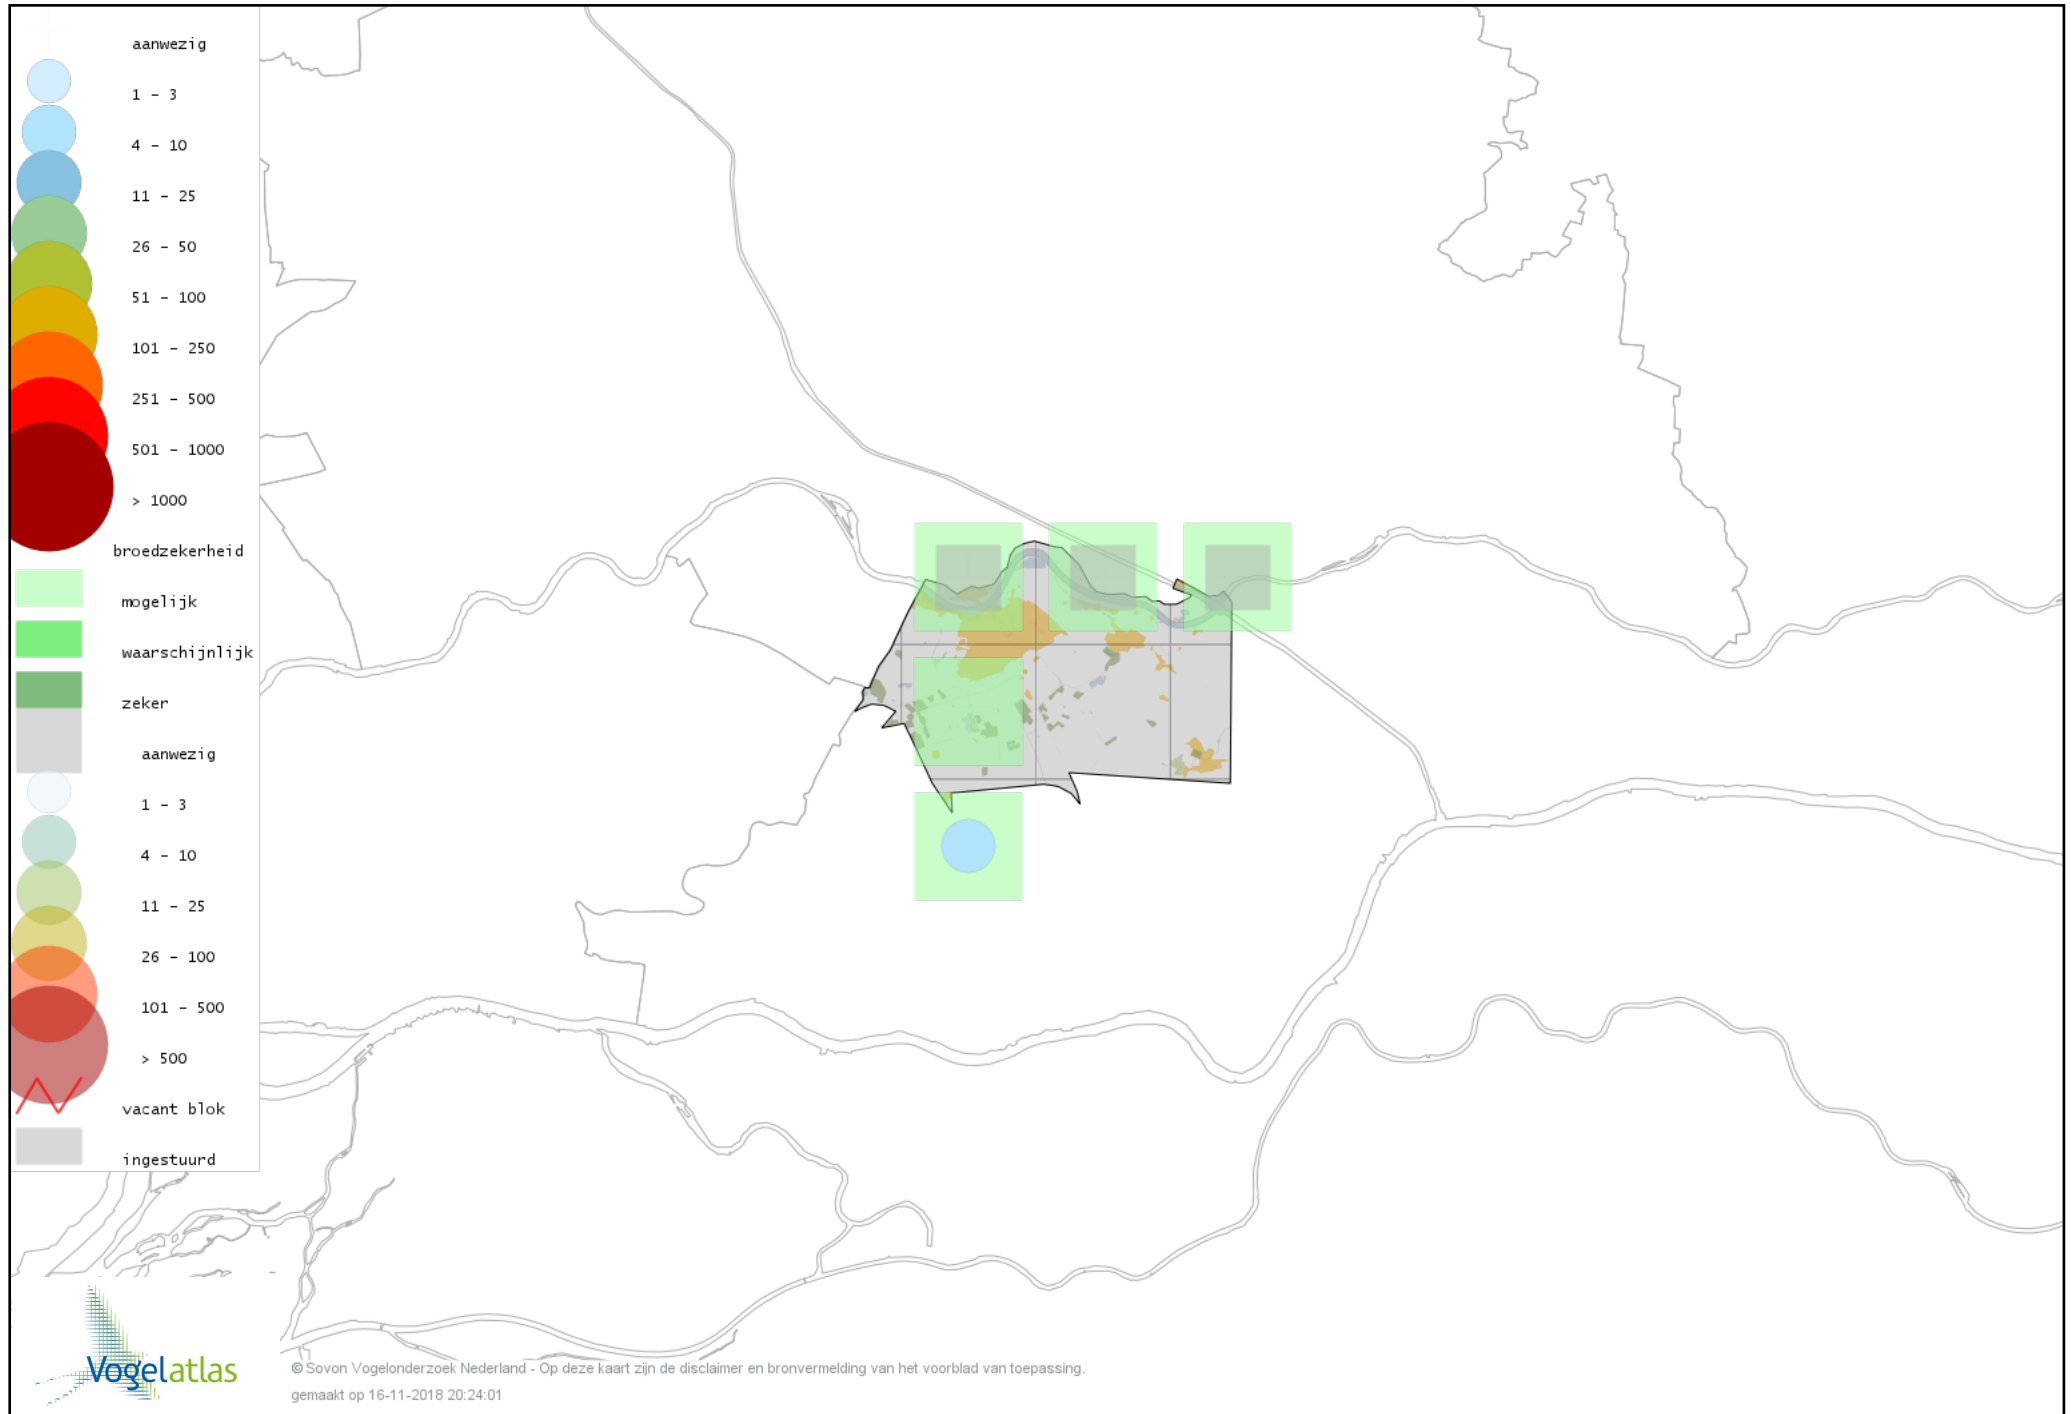 aanwezig
1 - 3
4 - 10
11 - 25
26 - 50
51 - 100
101 - 250
251 - 500
501 - 1000
> 1000
broedzekerheid
mogelijk
waarschijnlijk
zeker
aanwezig
1 - 3
4 - 10
11 - 25
26 - 100
101 - 500
> 500
vacant blok
ingestuurd
Vogelatlas
© Sovon Vogelonderzoek Nederland - Op deze kaart zijn de disclaimer en bronvermelding van het voorblad van toepassing.
gemaakt op 16-11-2018 20:24:01